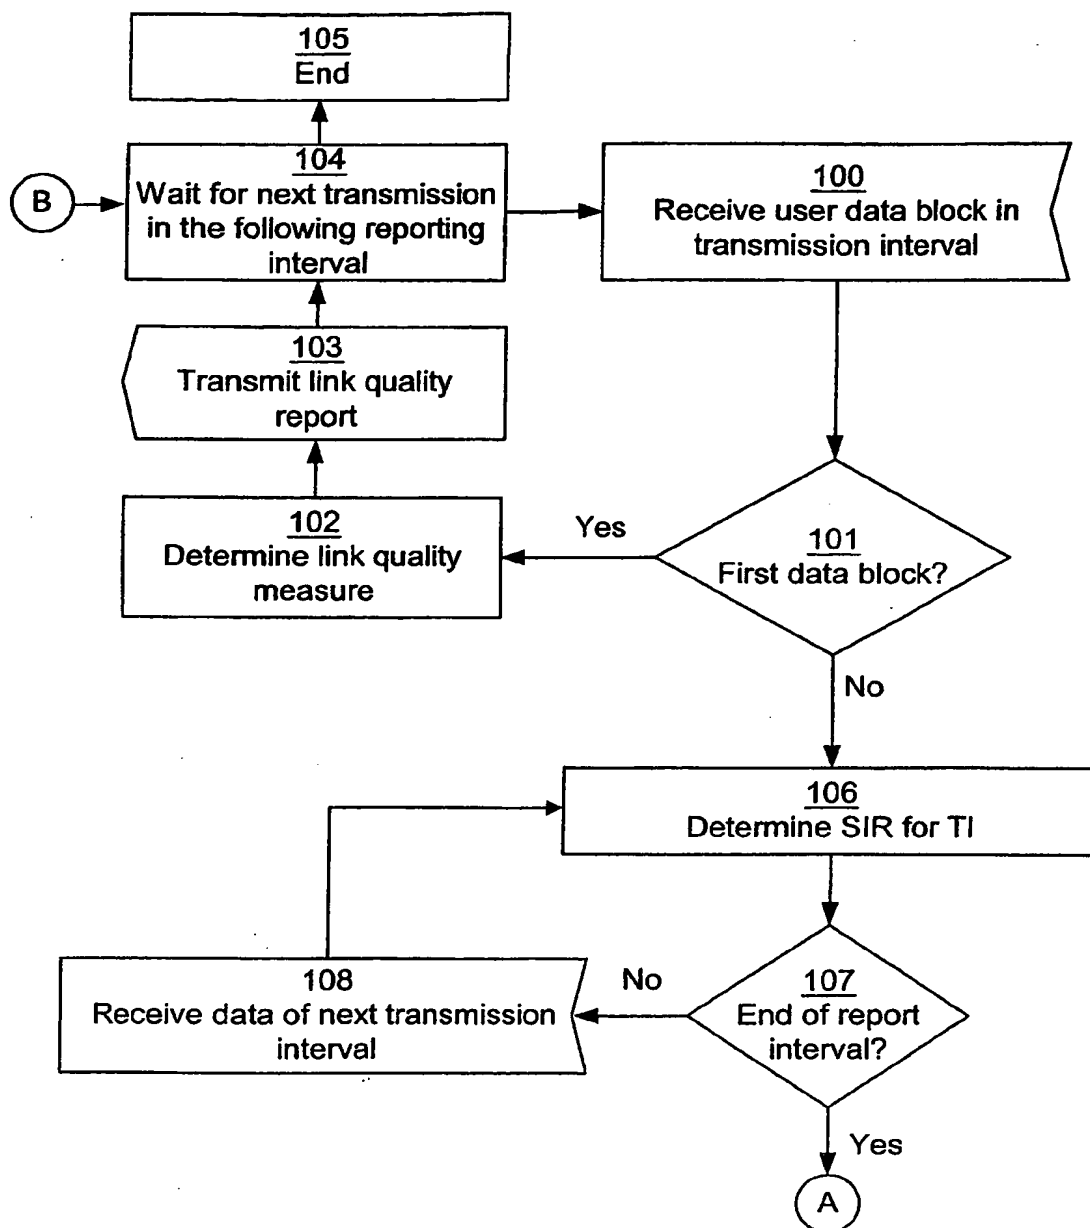 105
End
104
Wait for next transmission
in the following reporting
interval
B
100
Receive user data block in
transmission interval
103
Transmit link quality
report
102
Determine link quality
measure
Yes
101
First data block?
No
106
Determine SIR for TI
108
Receive data of next transmission
interval
No
107
End of report
interval?
Yes
A